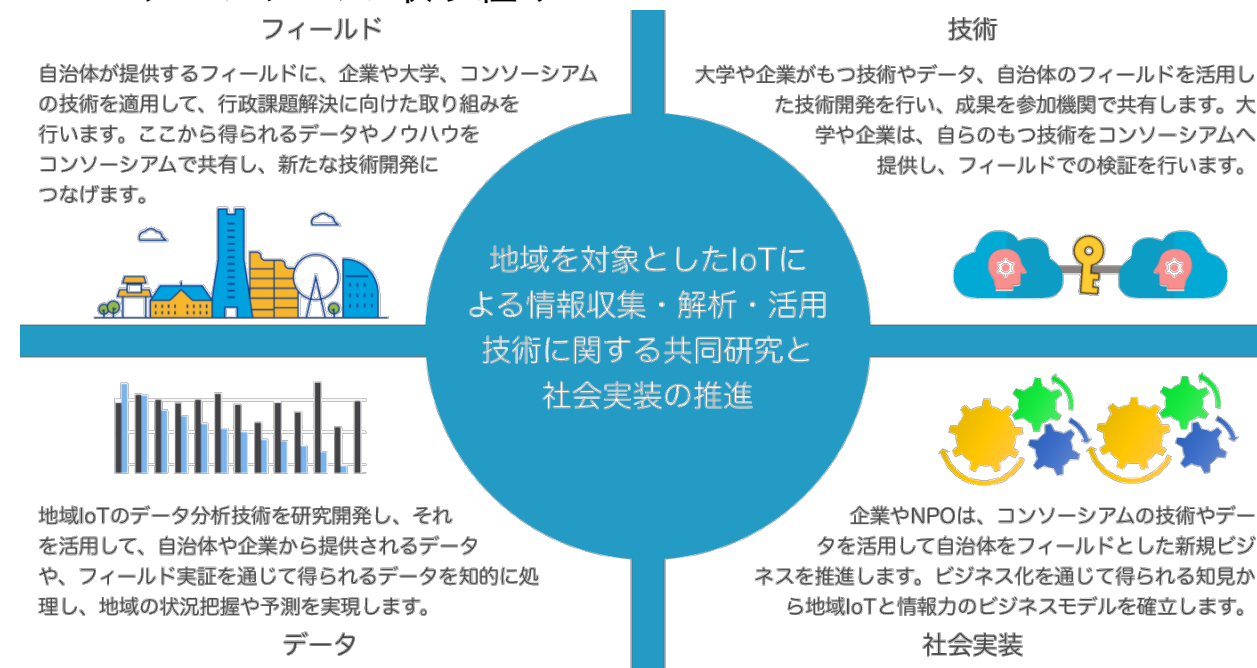 フィールド
自治体が提供するフィールドに、企業や大学、コンソーシアム
の技術を適用して、行政課題解決に向けた取り組みを
行います。ここから得られるデータやノウハウを
コンソーシアムで共有し、新たな技術開発に
つなげます。
技術
大学や企業がもつ技術やデータ、自治体のフィールドを活用し
た技術開発を行い、成果を参加機関で共有します。大
学や企業は、自らのもつ技術をコンソーシアムへ
提供し、フィールドでの検証を行います。
地域を対象としたIoTに
よる情報収集・解析・活用
技術に関する共同研究と
社会実装の推進
地域IoTのデータ分析技術を研究開発し、それ
を活用して、自治体や企業から提供されるデータ
や、フィールド実証を通じて得られるデータを知的に処
理し、地域の状況把握や予測を実現します。
データ
企業やNPOは、コンソーシアムの技術やデー
タを活用して自治体をフィールドとした新規ビジ
ネスを推進します。ビジネス化を通じて得られる知見か
ら地域IoTと情報力のビジネスモデルを確立します。
社会実装